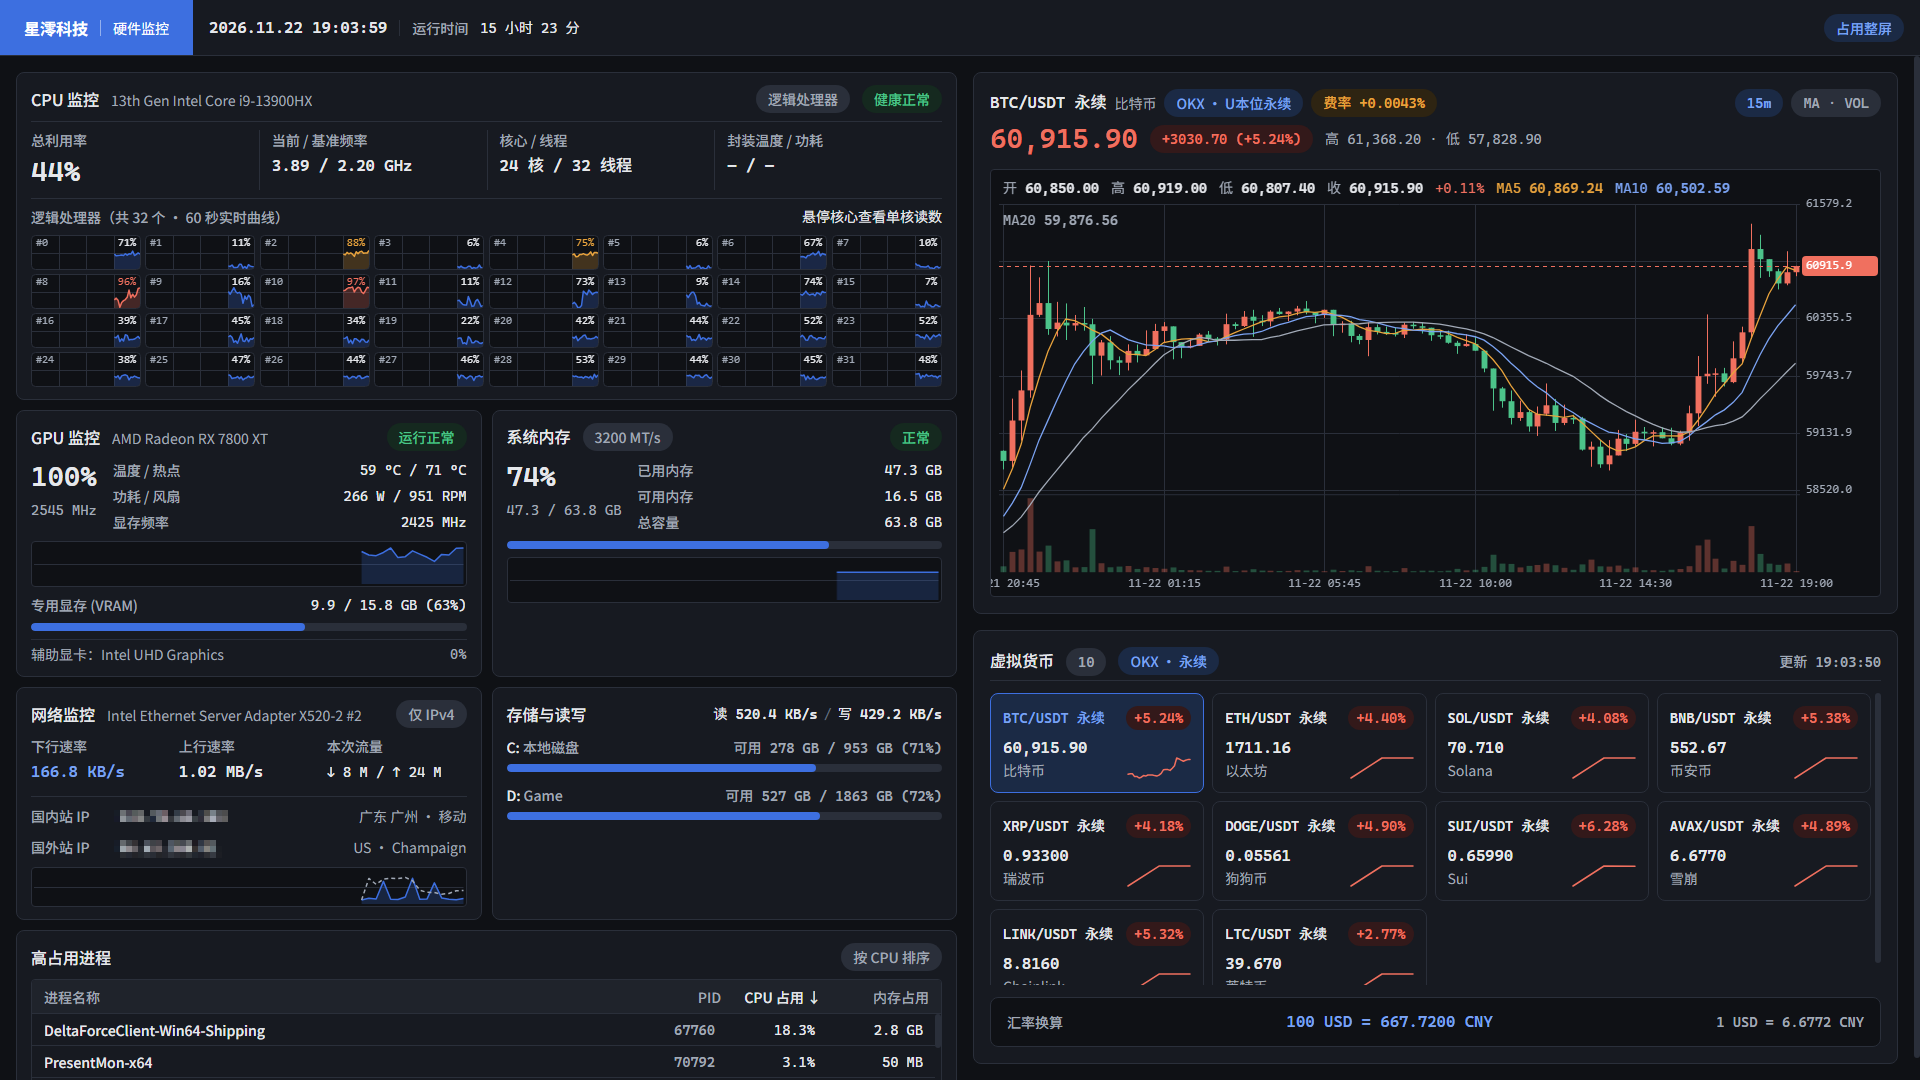 星澪科技 硬件监控 2026.11.22 19:03:59 运行时间 15 小时 23 分 占用整屏
CPU 监控 13th Gen Intel Core i9-13900HX 逻辑处理器 健康正常
总利用率 当前 / 基准频率 核心 / 线程 封装温度 / 功耗
44% 3.89 / 2.20 GHz 24 核 / 32 线程 – / –
逻辑处理器（共 32 个 • 60 秒实时曲线） 悬停核心查看单核读数
#0 71% #1 11% #2 88% #3 6% #4 75% #5 6% #6 67% #7 10%
#8 96% #9 16% #10 97% #11 11% #12 73% #13 9% #14 74% #15 7%
#16 39% #17 45% #18 34% #19 22% #20 42% #21 44% #22 52% #23 52%
#24 38% #25 47% #26 44% #27 46% #28 53% #29 44% #30 45% #31 48%
GPU 监控 AMD Radeon RX 7800 XT 运行正常
100% 温度 / 热点 59 °C / 71 °C
功耗 / 风扇 266 W / 951 RPM
2545 MHz
显存频率 2425 MHz
专用显存 (VRAM) 9.9 / 15.8 GB (63%)
辅助显卡：Intel UHD Graphics 0%
系统内存 3200 MT/s 正常
74% 已用内存 47.3 GB
可用内存 16.5 GB
47.3 / 63.8 GB
总容量 63.8 GB
网络监控 Intel Ethernet Server Adapter X520-2 #2 仅 IPv4
下行速率 上行速率 本次流量
166.8 KB/s 1.02 MB/s ↓ 8 M / ↑ 24 M
国内站 IP 广东 广州 • 移动
国外站 IP US • Champaign
存储与读写 读 520.4 KB/s / 写 429.2 KB/s
C: 本地磁盘 可用 278 GB / 953 GB (71%)
D: Game 可用 527 GB / 1863 GB (72%)
高占用进程 按 CPU 排序
进程名称 PID CPU 占用 ↓ 内存占用
DeltaForceClient-Win64-Shipping 67760 18.3% 2.8 GB
PresentMon-x64 70792 3.1% 50 MB
BTC/USDT 永续 比特币 OKX • U本位永续 费率 +0.0043% 15m MA · VOL
60,915.90 +3030.70 (+5.24%) 高 61,368.20 · 低 57,828.90
开 60,850.00 高 60,919.00 低 60,807.40 收 60,915.90 +0.11% MA5 60,869.24 MA10 60,502.59
MA20 59,876.56
61579.2
60915.9
60355.5
59743.7
59131.9
58520.0
21 20:45 11-22 01:15 11-22 05:45 11-22 10:00 11-22 14:30 11-22 19:00
虚拟货币 10 OKX • 永续 更新 19:03:50
BTC/USDT 永续 +5.24% ETH/USDT 永续 +4.40% SOL/USDT 永续 +4.08% BNB/USDT 永续 +5.38%
60,915.90 1711.16 70.710 552.67
比特币 以太坊 Solana 币安币
XRP/USDT 永续 +4.18% DOGE/USDT 永续 +4.90% SUI/USDT 永续 +6.28% AVAX/USDT 永续 +4.89%
0.93300 0.05561 0.65990 6.6770
瑞波币 狗狗币 Sui 雪崩
LINK/USDT 永续 +5.32% LTC/USDT 永续 +2.77%
8.8160 39.670
Chainlink 莱特币
汇率换算 100 USD = 667.7200 CNY 1 USD = 6.6772 CNY